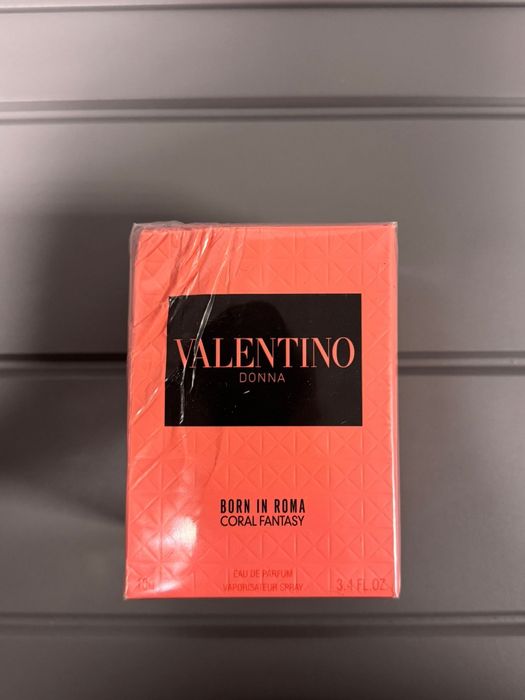 VALENTINO
DONNA
BORN IN ROMA
CORAL FANTASY
EAU DE PARFUM
VAPORISATEUR SPRAY
3.4 FL.OZ